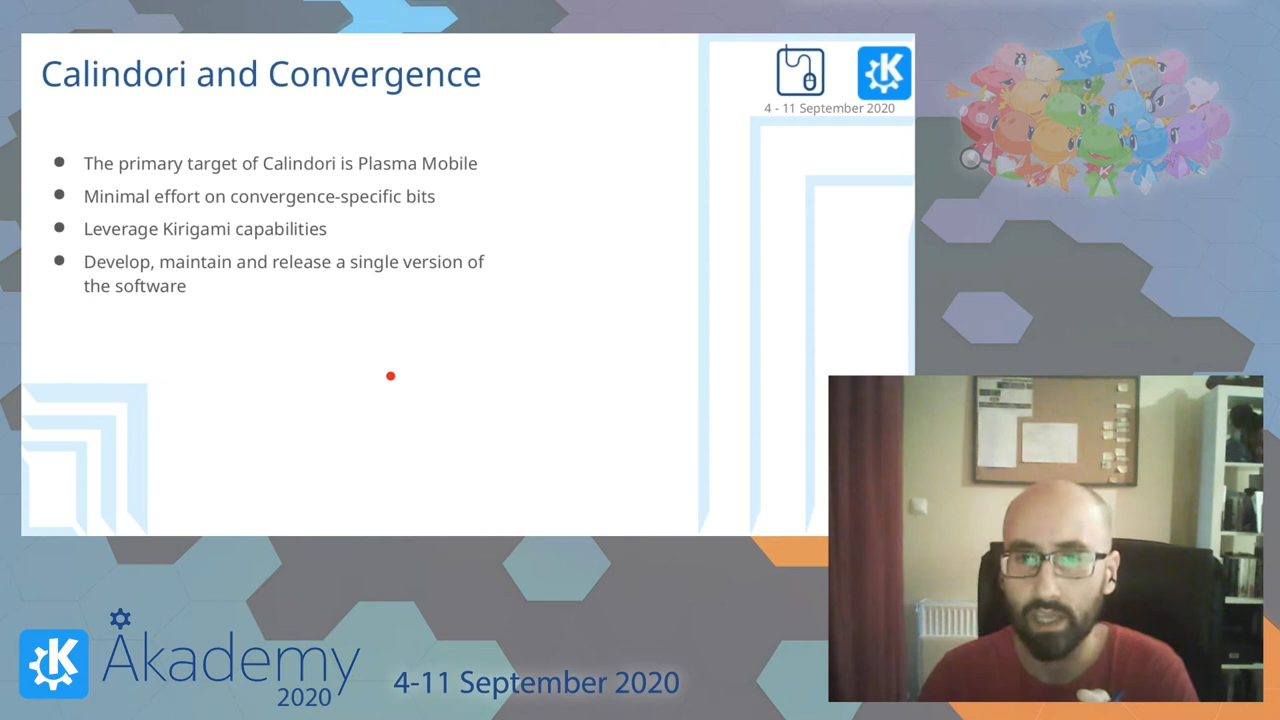 Calindori and Convergence
4 - 11 September 2020
The primary target of Calindori is Plasma Mobile
Minimal effort on convergence-specific bits
Leverage Kirigami capabilities
Develop, maintain and release a single version of
the software
Akademy
2020
4-11 September 2020